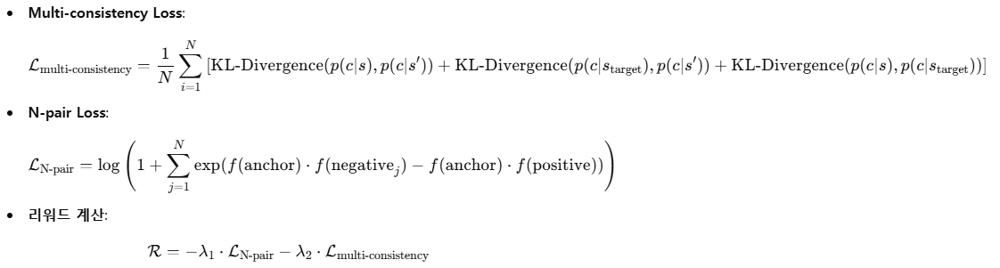 • Multi-consistency Loss:
$\mathcal{L}_{\text{multi-consistency}} = \frac{1}{N} \sum_{i=1}^{N} [\text{KL-Divergence}(p(c|s), p(c|s')) + \text{KL-Divergence}(p(c|s_{\text{target}}), p(c|s')) + \text{KL-Divergence}(p(c|s), p(c|s_{\text{target}}))]$
• N-pair Loss:
$\mathcal{L}_{\text{N-pair}} = \log \left( 1 + \sum_{j=1}^{N} \exp(f(\text{anchor}) \cdot f(\text{negative}_j) - f(\text{anchor}) \cdot f(\text{positive})) \right)$
• 리워드 계산:
$\mathcal{R} = -\lambda_1 \cdot \mathcal{L}_{\text{N-pair}} - \lambda_2 \cdot \mathcal{L}_{\text{multi-consistency}}$